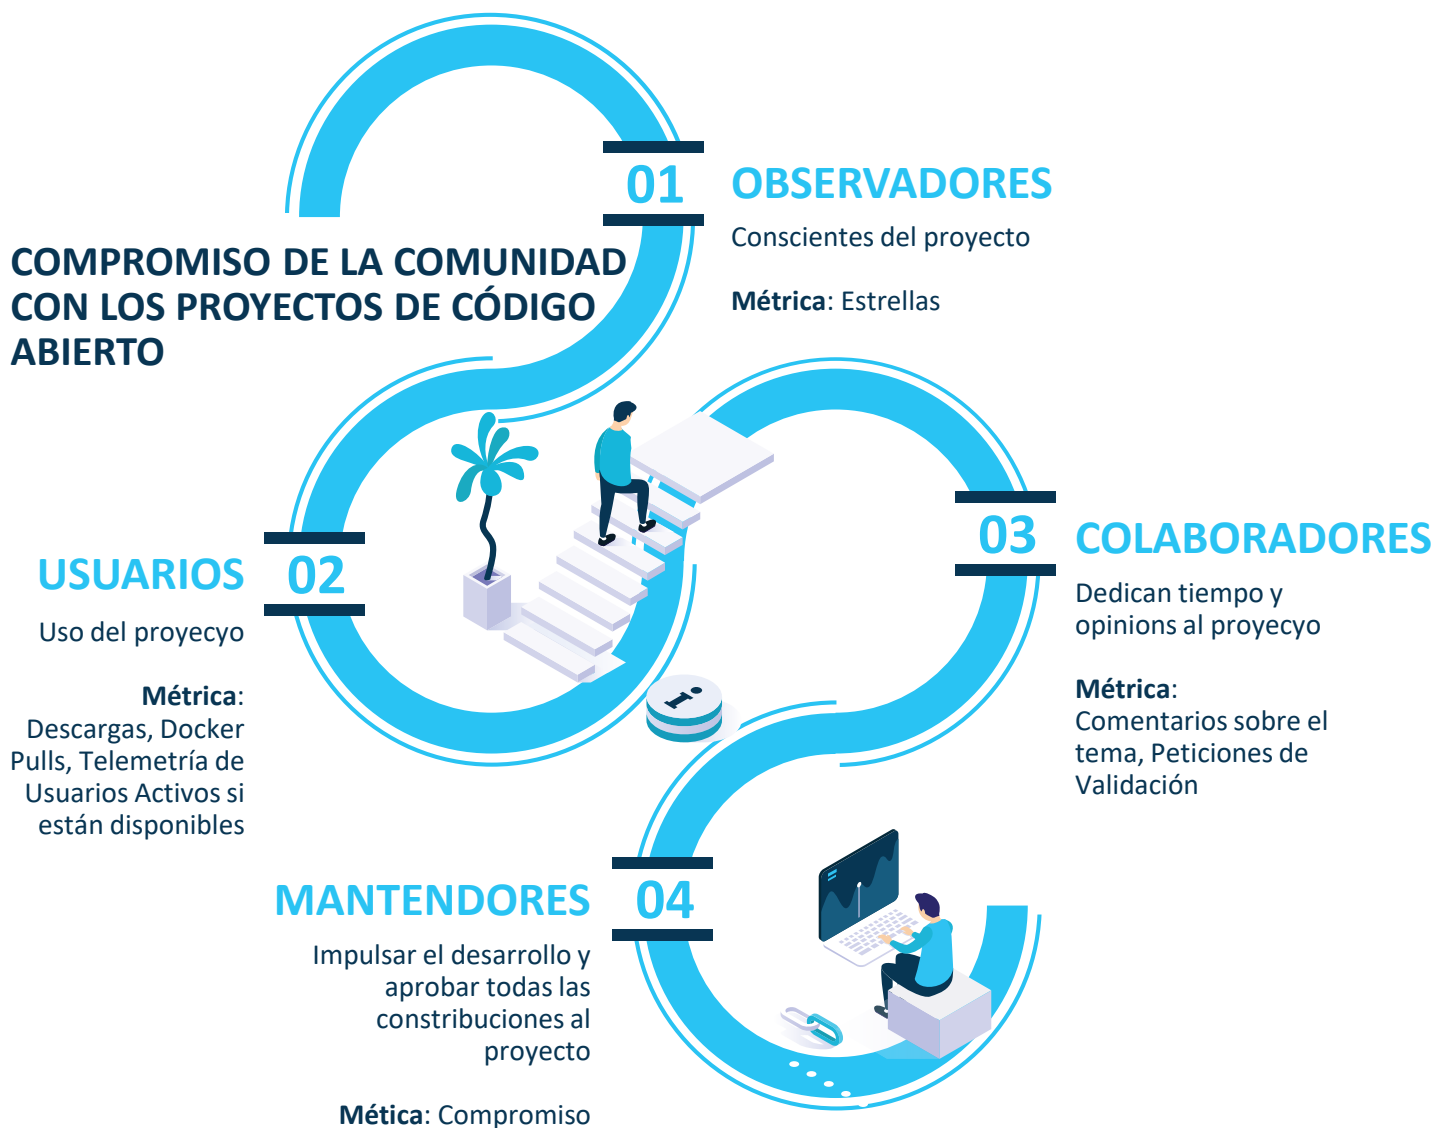 COMPROMISO DE LA COMUNIDAD
CON LOS PROYECTOS DE CÓDIGO
ABIERTO
01
OBSERVADORES
Conscientes del proyecto
Métrica: Estrellas
02
USUARIOS
Uso del proyecyo
Métrica:
Descargas, Docker
Pulls, Telemetría de
Usuarios Activos si
están disponibles
03
COLABORADORES
Dedican tiempo y
opinions al proyecyo
Métrica:
Comentarios sobre el
tema, Peticiones de
Validación
04
MANTENDORES
Impulsar el desarrollo y
aprobar todas las
constribuciones al
proyecto
Mética: Compromiso
i